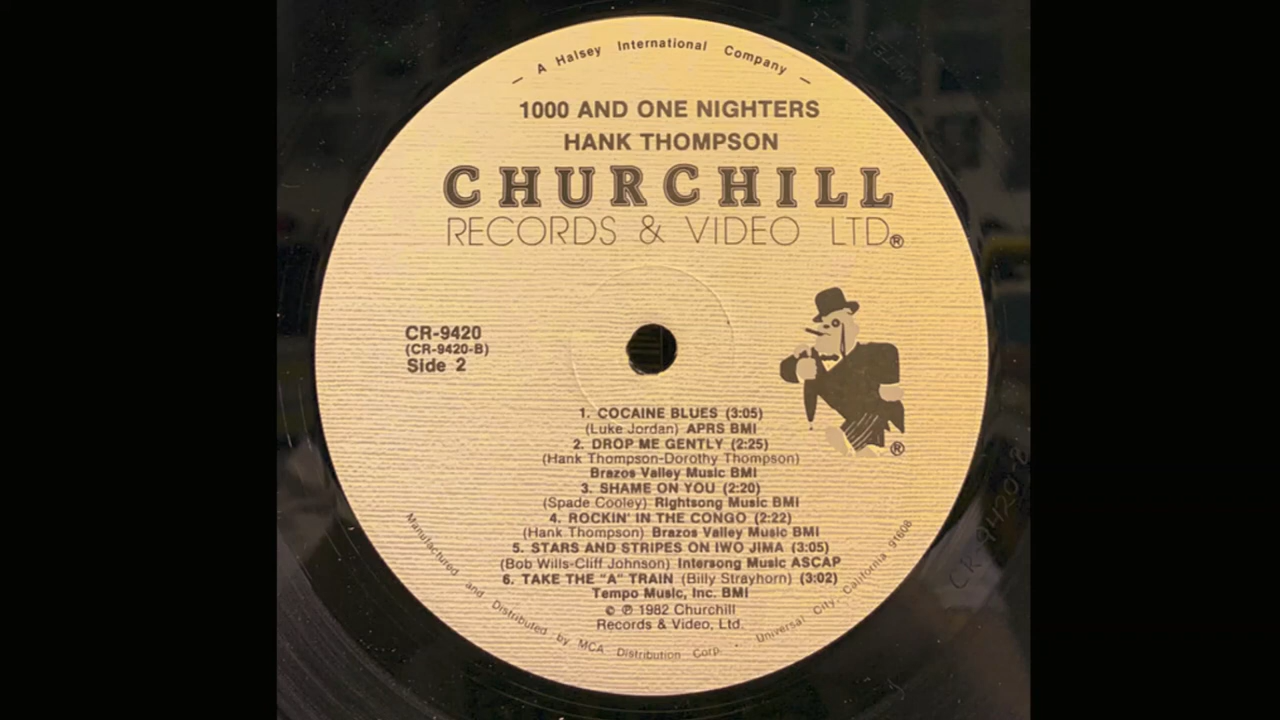 — A Halsey International Company —
1000 AND ONE NIGHTERS
HANK THOMPSON
CHURCHILL
RECORDS & VIDEO LTD.®
CR-9420
(CR-9420-B)
Side 2
®
1. COCAINE BLUES (3:05)
(Luke Jordan) APRS BMI
2. DROP ME GENTLY (2:25)
(Hank Thompson-Dorothy Thompson)
Brazos Valley Music BMI
3. SHAME ON YOU (2:20)
(Spade Cooley) Rightsong Music BMI
4. ROCKIN' IN THE CONGO (2:22)
(Hank Thompson) Brazos Valley Music BMI
5. STARS AND STRIPES ON IWO JIMA (3:05)
(Bob Wills-Cliff Johnson) Intersong Music ASCAP
6. TAKE THE "A" TRAIN (Billy Strayhorn) (3:02)
Tempo Music, Inc. BMI
© ℗ 1982 Churchill
Records & Video, Ltd.
Manufactured and Distributed by MCA Distribution Corp. . Universal City, California 91608